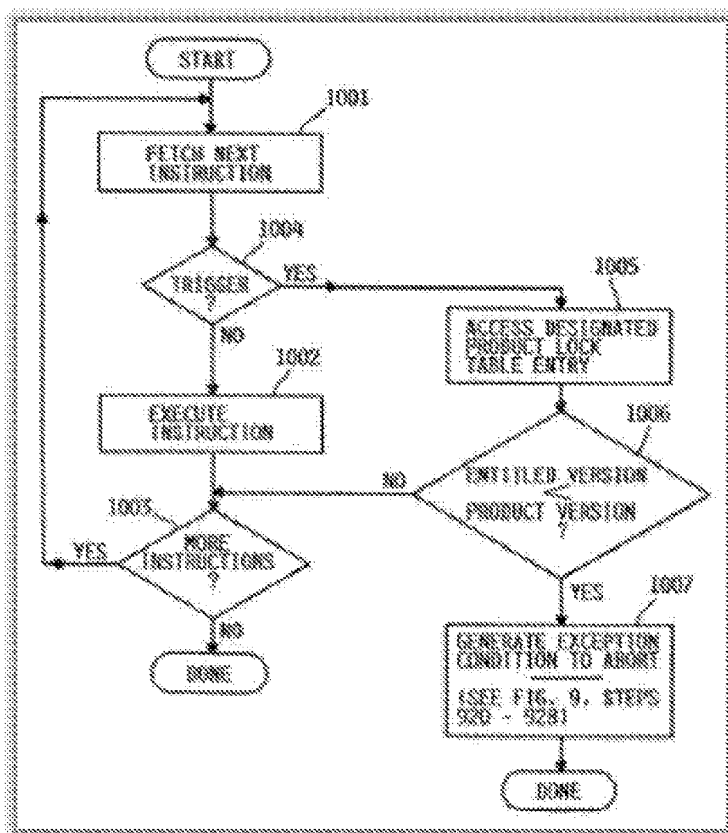 START
1001
FETCH NEXT
INSTRUCTION
1004
TRIGGER
?
YES
NO
1002
EXECUTE
INSTRUCTION
1003
MORE
INSTRUCTIONS
?
YES
NO
DONE
1005
ACCESS DESIGNATED
PRODUCT LOCK
TABLE ENTRY
1006
ENTITLED VERSION
<
PRODUCT VERSION
?
NO
YES
1007
GENERATE EXCEPTION
CONDITION TO ABORT
(SEE FIG. 9, STEPS
920 - 928)
DONE